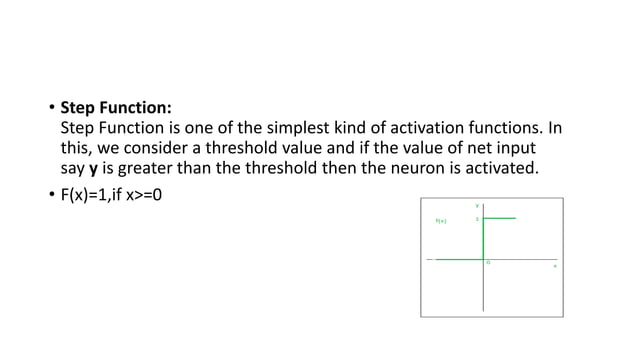 • Step Function:
Step Function is one of the simplest kind of activation functions. In
this, we consider a threshold value and if the value of net input
say y is greater than the threshold then the neuron is activated.
• F(x)=1,if x>=0